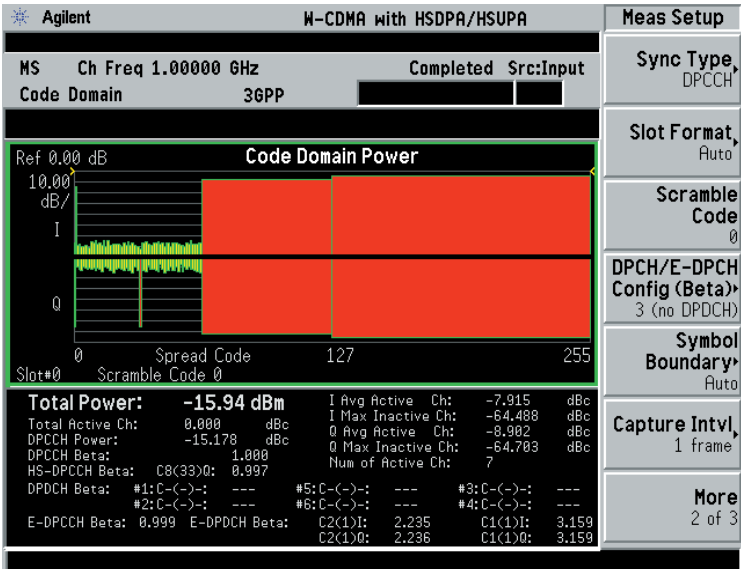 Agilent W-CDMA with HSDPA/HSUPA Meas Setup
MS Ch Freq 1.00000 GHz Completed Src:Input
Code Domain 3GPP
Sync Type
DPCCH
Slot Format
Auto
Scramble
Code
0
DPCH/E-DPCH
Config (Beta)
3 (no DPDCH)
Symbol
Boundary
Auto
Capture Intvl
1 frame
More
2 of 3
Ref 0.00 dB Code Domain Power
10.00
dB/
I
Q
0 Spread Code 127 255
Slot#0 Scramble Code 0
Total Power: -15.94 dBm
Total Active Ch: 0.000 dBc
DPCCH Power: -15.178 dBc
DPCCH Beta: 1.000
HS-DPCCH Beta: C8(33)Q: 0.997
I Avg Active Ch: -7.915 dBc
I Max Inactive Ch: -64.488 dBc
Q Avg Active Ch: -8.902 dBc
Q Max Inactive Ch: -64.703 dBc
Num of Active Ch: 7
DPDCH Beta: #1:C-(-)-: --- #5:C-(-)-: --- #3:C-(-)-: ---
#2:C-(-)-: --- #6:C-(-)-: --- #4:C-(-)-: ---
E-DPCCH Beta: 0.999 E-DPDCH Beta: C2(1)I: 2.235 C1(1)I: 3.159
C2(1)Q: 2.236 C1(1)Q: 3.159